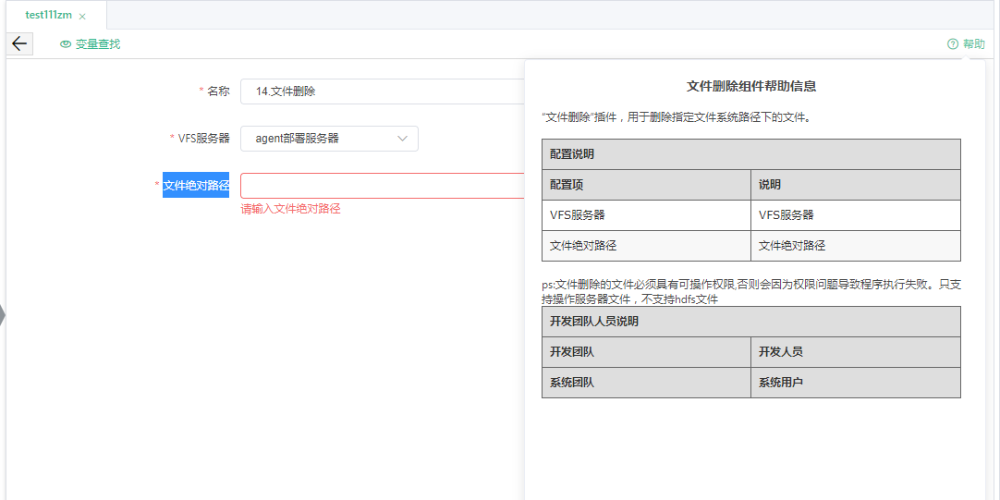 test111zm ×
变量查找
帮助
* 名称 14.文件删除
* VFS服务器 agent部署服务器
* 文件绝对路径
请输入文件绝对路径
文件删除组件帮助信息
“文件删除”插件，用于删除指定文件系统路径下的文件。
配置说明
配置项 说明
VFS服务器 VFS服务器
文件绝对路径 文件绝对路径
ps:文件删除的文件必须具有可操作权限,否则会因为权限问题导致程序执行失败。只支
持操作服务器文件，不支持hdfs文件
开发团队人员说明
开发团队 开发人员
系统团队 系统用户